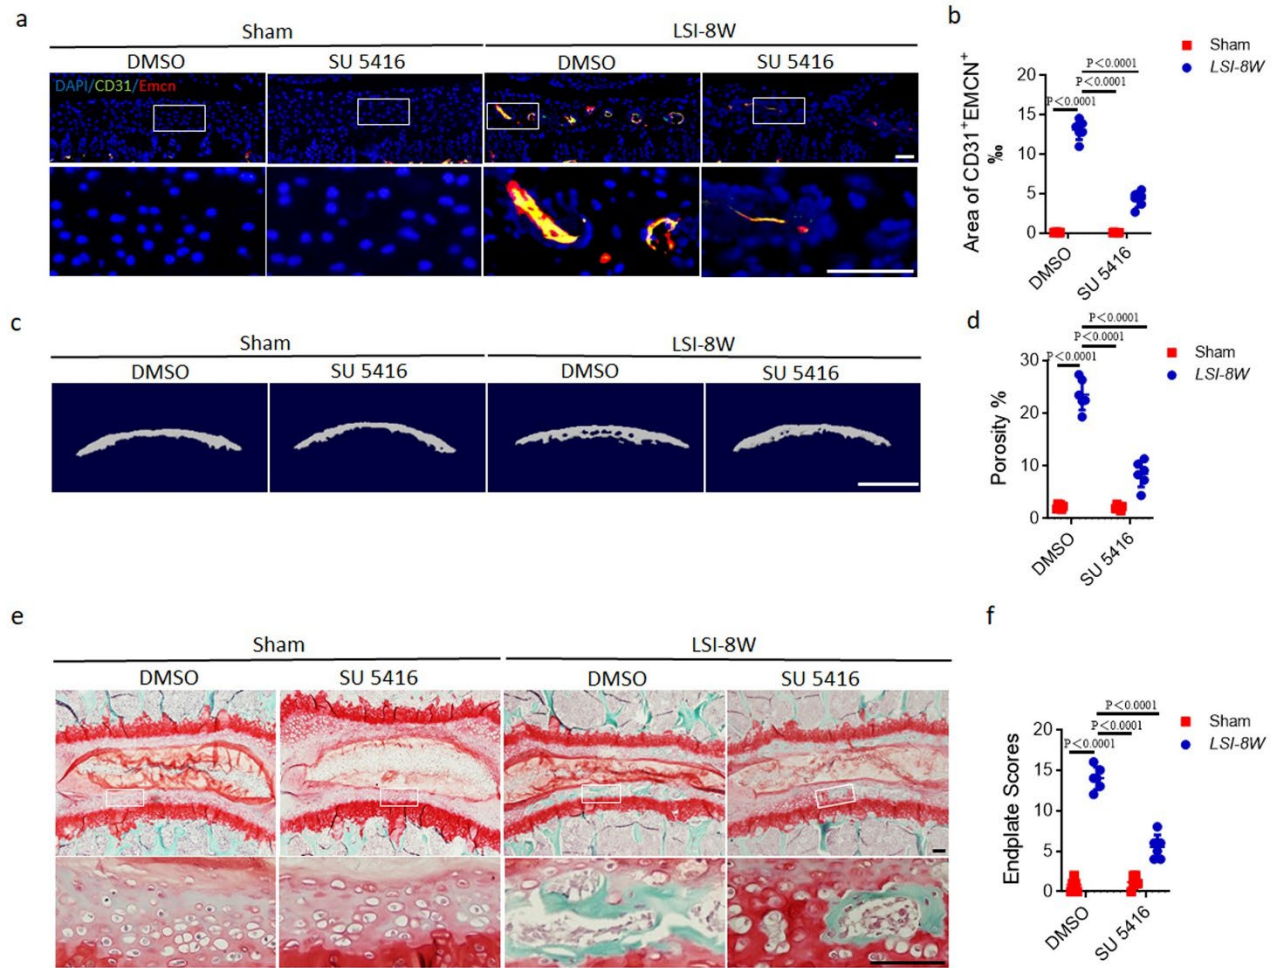 a
Sham
LSI-8W
DMSO
SU 5416
DMSO
SU 5416
DAPI/CD31/Emcn
b
Sham
LSI-8W
P<0.0001
P<0.0001
P<0.0001
20
15
10
5
0
Area of CD31+EMCN+
‰
DMSO
SU 5416
c
Sham
LSI-8W
DMSO
SU 5416
DMSO
SU 5416
d
P<0.0001
P<0.0001
P<0.0001
Sham
LSI-8W
30
20
10
0
Porosity %
DMSO
SU 5416
e
Sham
LSI-8W
DMSO
SU 5416
DMSO
SU 5416
f
P<0.0001
P<0.0001
P<0.0001
Sham
LSI-8W
20
15
10
5
0
Endplate Scores
DMSO
SU 5416